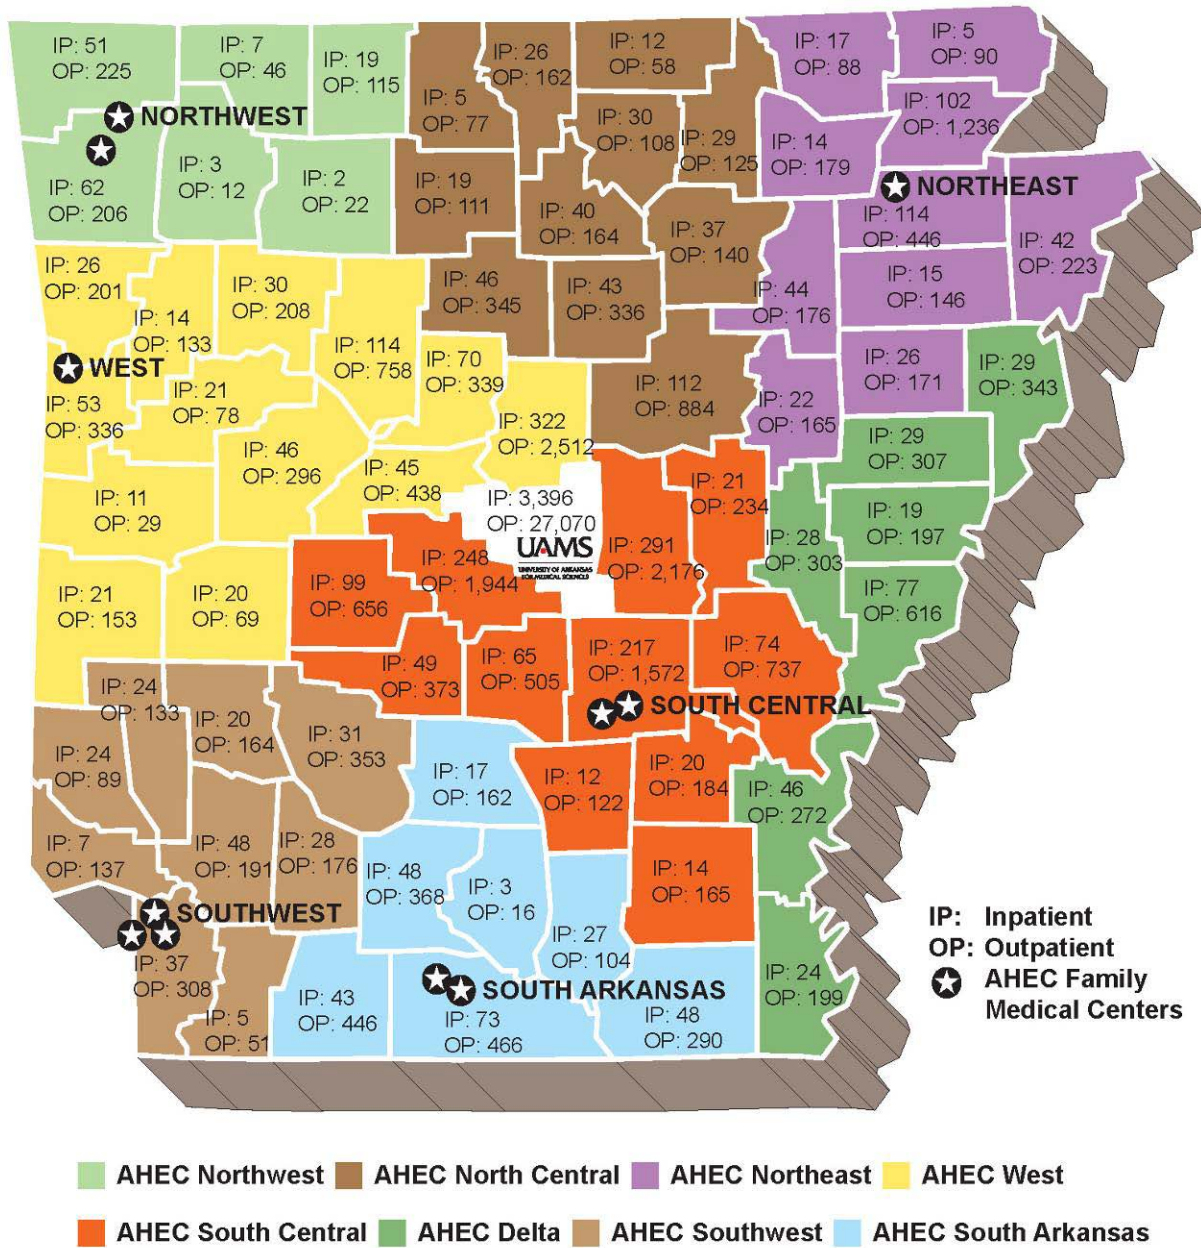 IP: 51
OP: 225
IP: 7
OP: 46
IP: 19
OP: 115
IP: 5
OP: 77
IP: 26
OP: 162
IP: 12
OP: 58
IP: 30
OP: 108
IP: 29
OP: 125
IP: 17
OP: 88
IP: 5
OP: 90
IP: 102
OP: 1,236
IP: 14
OP: 179
NORTHWEST
IP: 62
OP: 206
IP: 3
OP: 12
IP: 2
OP: 22
IP: 19
OP: 111
IP: 40
OP: 164
IP: 37
OP: 140
NORTHEAST
IP: 114
OP: 446
IP: 42
OP: 223
IP: 26
OP: 201
IP: 14
OP: 133
IP: 30
OP: 208
IP: 46
OP: 345
IP: 43
OP: 336
IP: 44
OP: 176
IP: 15
OP: 146
WEST
IP: 53
OP: 336
IP: 21
OP: 78
IP: 114
OP: 758
IP: 70
OP: 339
IP: 112
OP: 884
IP: 22
OP: 165
IP: 26
OP: 171
IP: 29
OP: 343
IP: 46
OP: 296
IP: 45
OP: 438
IP: 322
OP: 2,512
IP: 29
OP: 307
IP: 11
OP: 29
IP: 3,396
OP: 27,070
UAMS
UNIVERSITY OF ARKANSAS
FOR MEDICAL SCIENCES
IP: 291
OP: 2,176
IP: 21
OP: 234
IP: 28
OP: 303
IP: 19
OP: 197
IP: 21
OP: 153
IP: 20
OP: 69
IP: 99
OP: 656
IP: 248
OP: 1,944
IP: 77
OP: 616
IP: 49
OP: 373
IP: 65
OP: 505
IP: 217
OP: 1,572
IP: 74
OP: 737
SOUTH CENTRAL
IP: 24
OP: 133
IP: 20
OP: 164
IP: 31
OP: 353
IP: 24
OP: 89
IP: 17
OP: 162
IP: 12
OP: 122
IP: 20
OP: 184
IP: 46
OP: 272
IP: 7
OP: 137
IP: 48
OP: 191
IP: 28
OP: 176
IP: 48
OP: 368
IP: 3
OP: 16
IP: 14
OP: 165
SOUTHWEST
IP: 37
OP: 308
IP: 5
OP: 51
IP: 43
OP: 446
IP: 27
OP: 104
SOUTH ARKANSAS
IP: 73
OP: 466
IP: 48
OP: 290
IP: 24
OP: 199
IP: Inpatient
OP: Outpatient
AHEC Family
Medical Centers
AHEC Northwest AHEC North Central AHEC Northeast AHEC West
AHEC South Central AHEC Delta AHEC Southwest AHEC South Arkansas